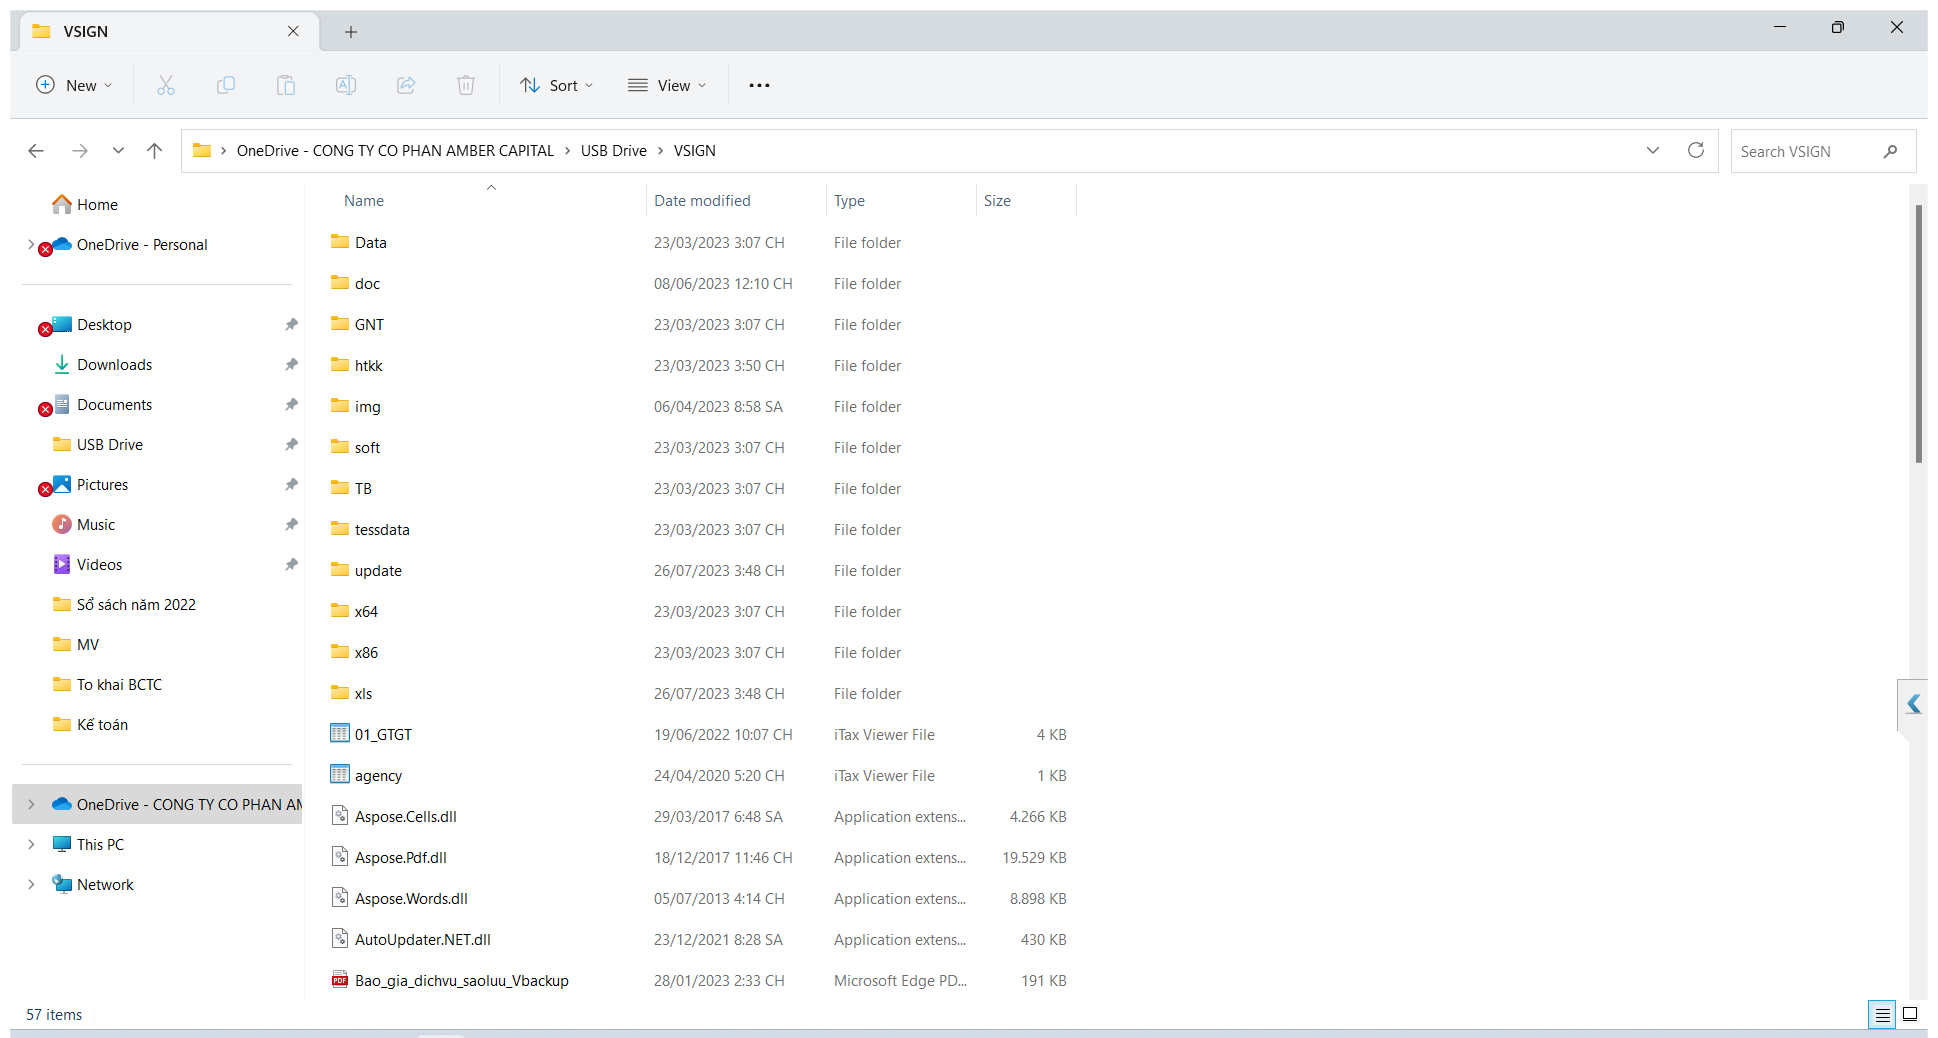 VSIGN
New
Sort
View
OneDrive - CONG TY CO PHAN AMBER CAPITAL > USB Drive > VSIGN
Search VSIGN
Home
OneDrive - Personal
Desktop
Downloads
Documents
USB Drive
Pictures
Music
Videos
Sổ sách năm 2022
MV
To khai BCTC
Kế toán
OneDrive - CONG TY CO PHAN AM
This PC
Network
Name Date modified Type Size
Data 23/03/2023 3:07 CH File folder
doc 08/06/2023 12:10 CH File folder
GNT 23/03/2023 3:07 CH File folder
htkk 23/03/2023 3:50 CH File folder
img 06/04/2023 8:58 SA File folder
soft 23/03/2023 3:07 CH File folder
TB 23/03/2023 3:07 CH File folder
tessdata 23/03/2023 3:07 CH File folder
update 26/07/2023 3:48 CH File folder
x64 23/03/2023 3:07 CH File folder
x86 23/03/2023 3:07 CH File folder
xls 26/07/2023 3:48 CH File folder
01_GTGT 19/06/2022 10:07 CH iTax Viewer File 4 KB
agency 24/04/2020 5:20 CH iTax Viewer File 1 KB
Aspose.Cells.dll 29/03/2017 6:48 SA Application extens... 4.266 KB
Aspose.Pdf.dll 18/12/2017 11:46 CH Application extens... 19.529 KB
Aspose.Words.dll 05/07/2013 4:14 CH Application extens... 8.898 KB
AutoUpdater.NET.dll 23/12/2021 8:28 SA Application extens... 430 KB
PDF Bao_gia_dichvu_saoluu_Vbackup 28/01/2023 2:33 CH Microsoft Edge PD... 191 KB
57 items